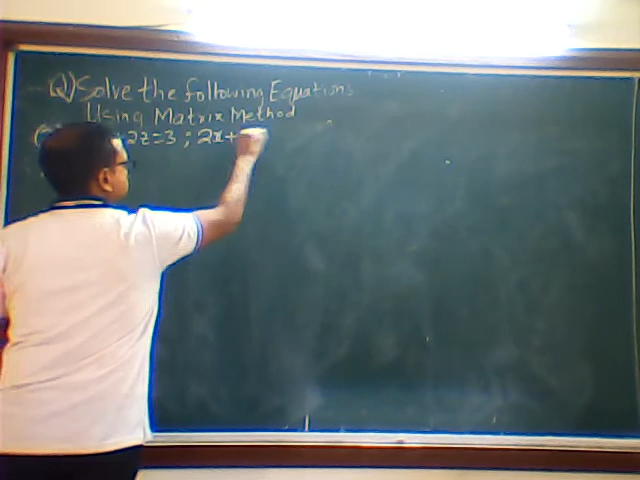 Q) Solve the following Equations
Using Matrix Method
+2z=3 ; 2x+